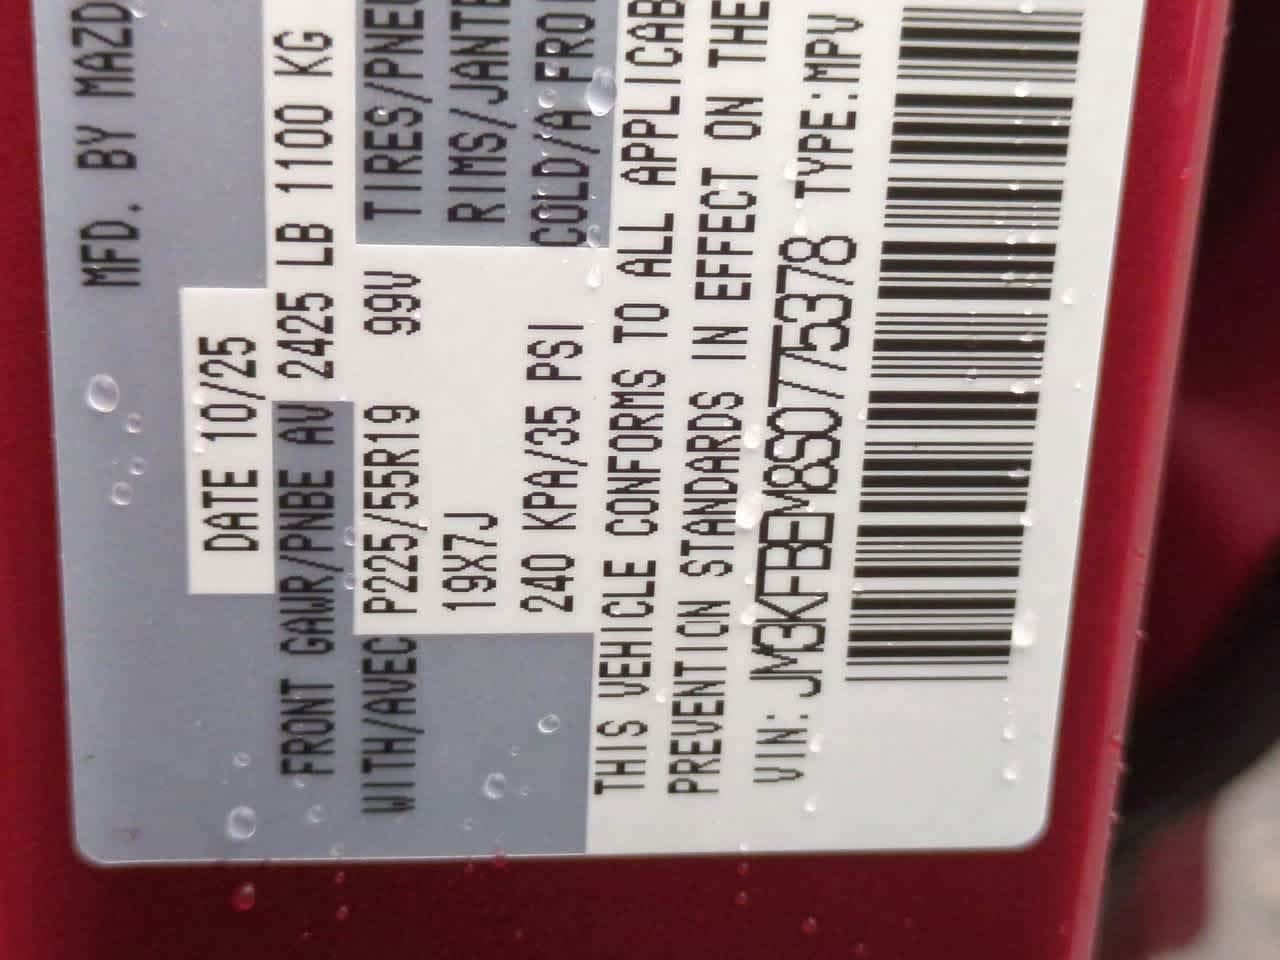 MFD. BY MAZD
DATE 10/25
FRONT GAWR/PNBE AV 2425 LB 1100 KG
WITH/AVEC P225/55R19 99V TIRES/PNEU
19X7J RIMS/JANTE
240 KPA/35 PSI COLD/A FROI
THIS VEHICLE CONFORMS TO ALL APPLICAB
PREVENTION STANDARDS IN EFFECT ON THE
VIN: JM3KFBEM8S0775378 TYPE:MPV